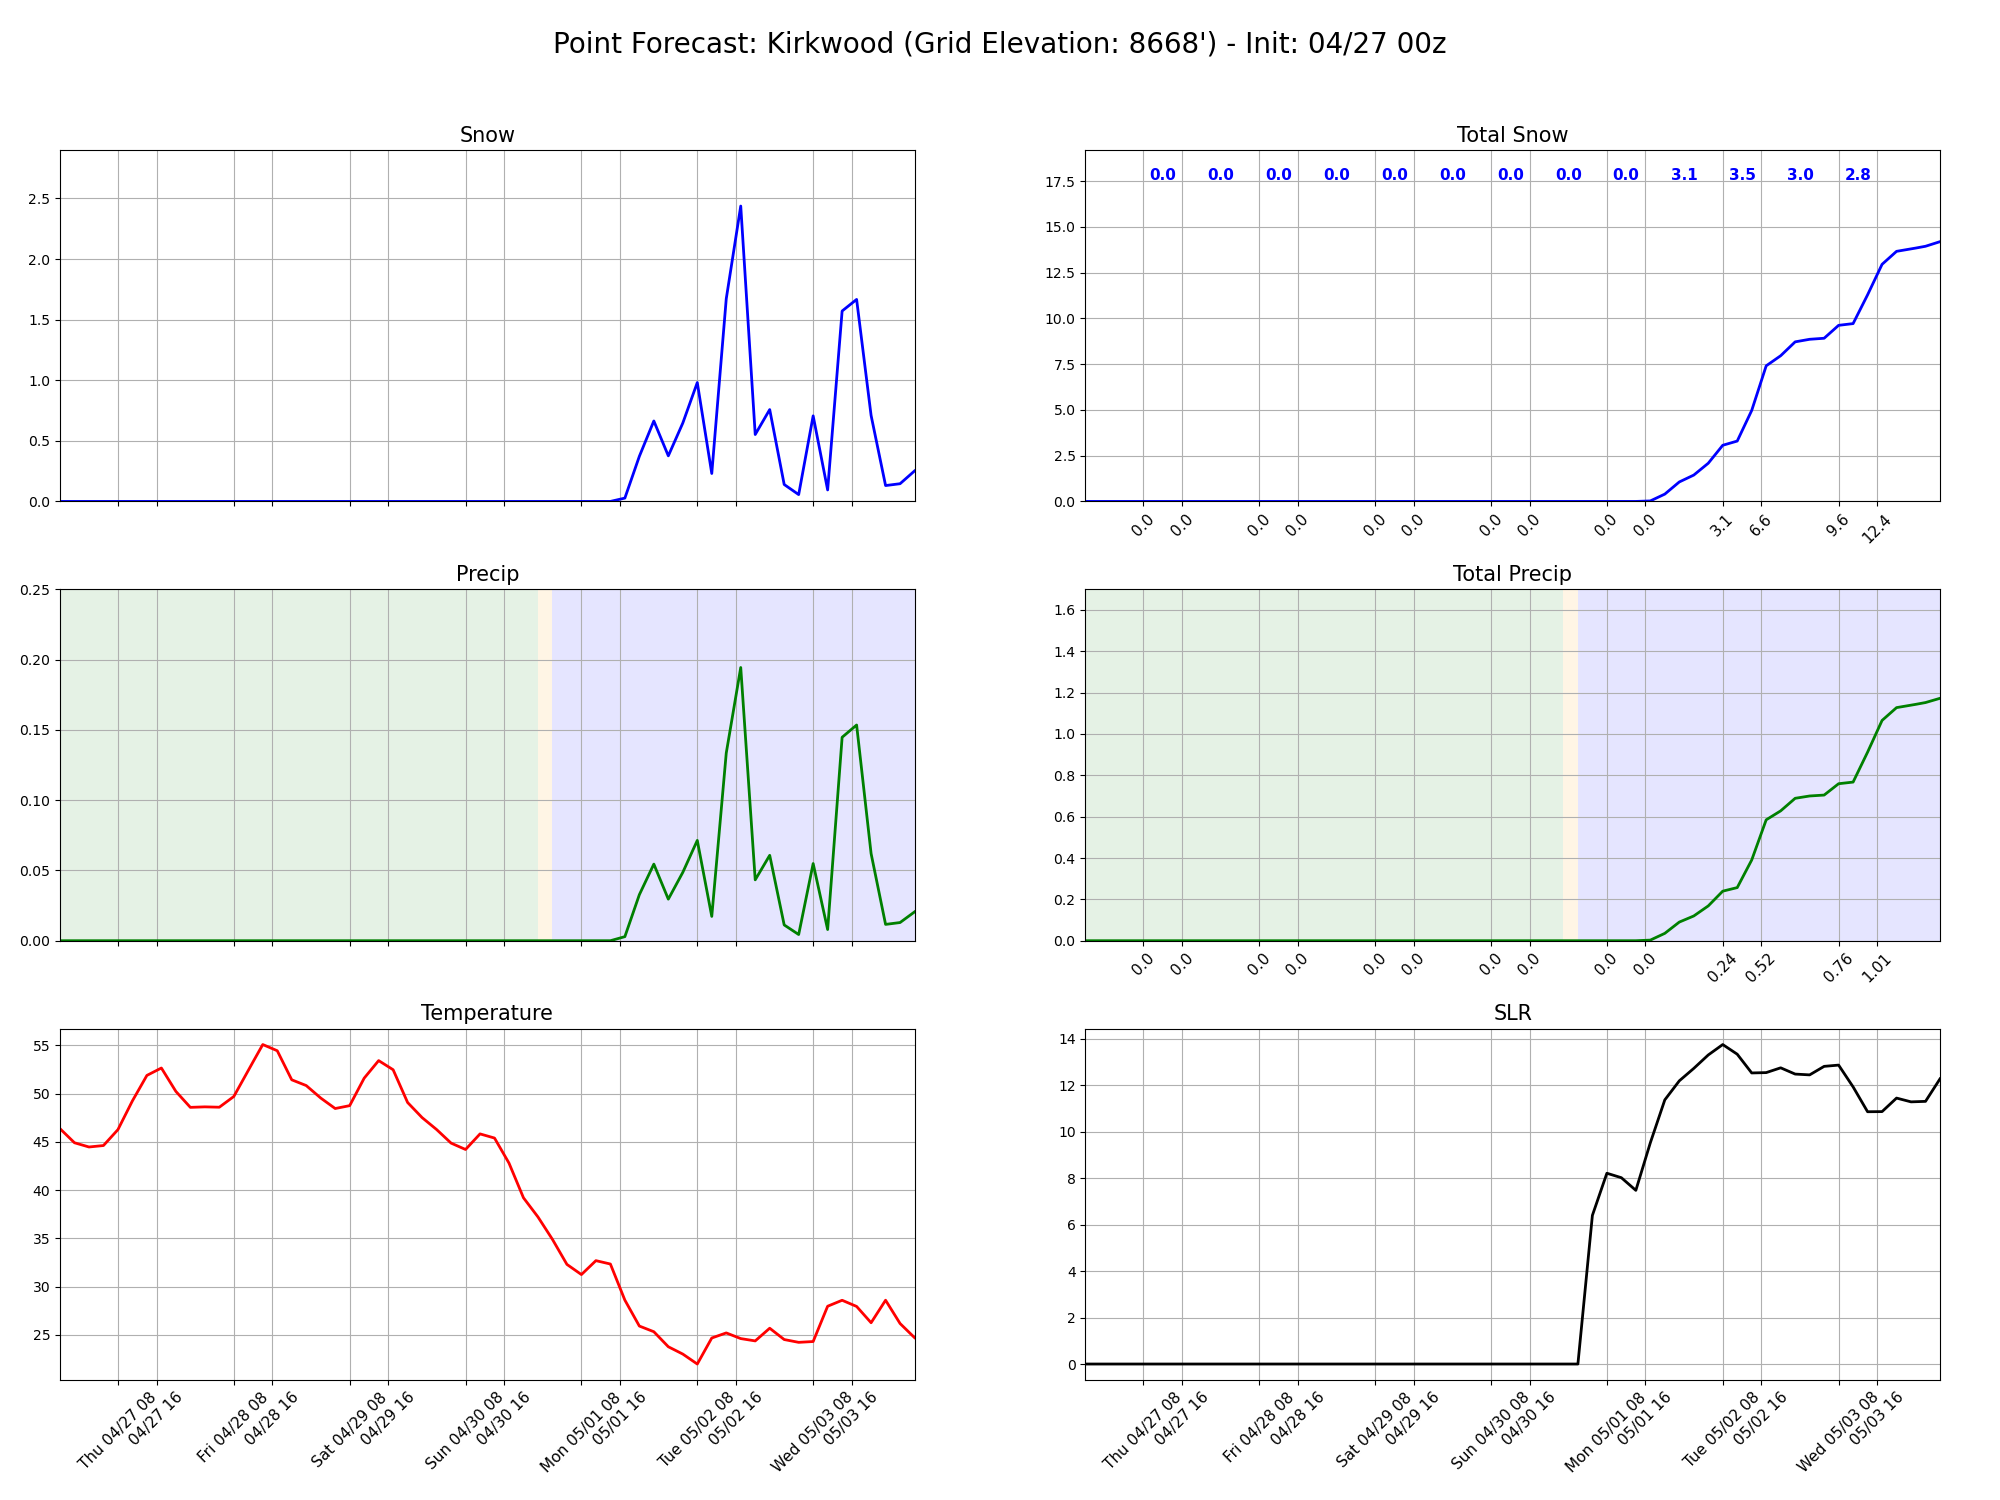 Point Forecast: Kirkwood (Grid Elevation: 8668') - Init: 04/27 00z
Snow
2.5
2.0
1.5
1.0
0.5
0.0
Total Snow
0.0 0.0 0.0 0.0 0.0 0.0 0.0 0.0 0.0 3.1 3.5 3.0 2.8
17.5
15.0
12.5
10.0
7.5
5.0
2.5
0.0
0.0 0.0 0.0 0.0 0.0 0.0 0.0 0.0 0.0 0.0 3.1 6.6 9.6 12.4
Precip
0.25
0.20
0.15
0.10
0.05
0.00
Total Precip
1.6
1.4
1.2
1.0
0.8
0.6
0.4
0.2
0.0
0.0 0.0 0.0 0.0 0.0 0.0 0.0 0.0 0.0 0.0 0.24 0.52 0.76 1.01
Temperature
55
50
45
40
35
30
25
Thu 04/27 08
04/27 16
Fri 04/28 08
04/28 16
Sat 04/29 08
04/29 16
Sun 04/30 08
04/30 16
Mon 05/01 08
05/01 16
Tue 05/02 08
05/02 16
Wed 05/03 08
05/03 16
SLR
14
12
10
8
6
4
2
0
Thu 04/27 08
04/27 16
Fri 04/28 08
04/28 16
Sat 04/29 08
04/29 16
Sun 04/30 08
04/30 16
Mon 05/01 08
05/01 16
Tue 05/02 08
05/02 16
Wed 05/03 08
05/03 16